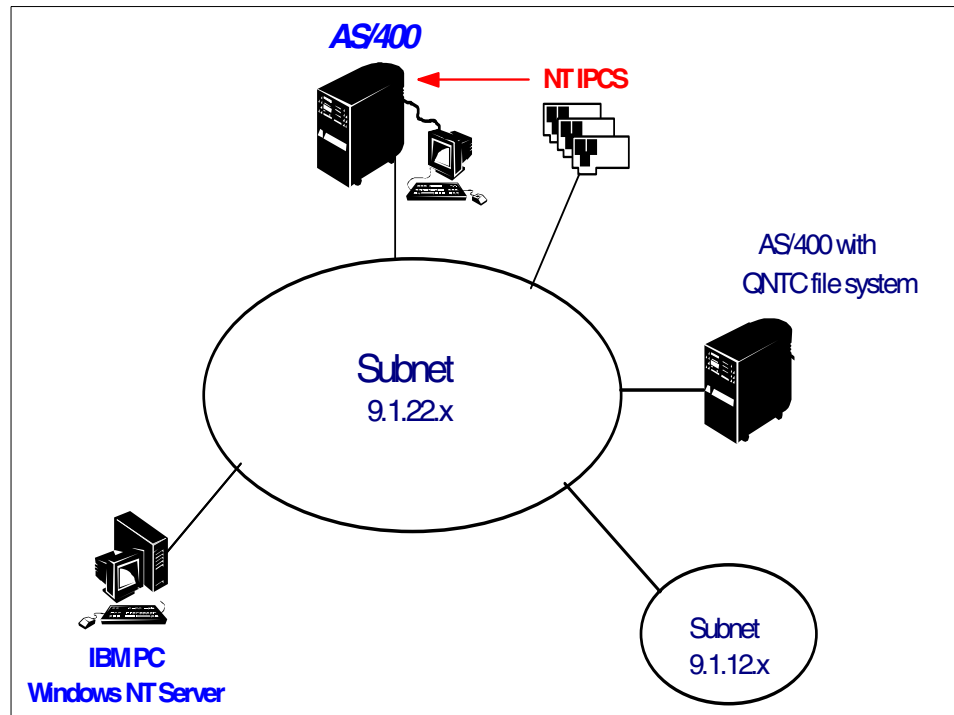 AS/400
NT IPCS
AS/400 with
QNTC file system
Subnet
9.1.22.x
Subnet
9.1.12.x
IBM PC
Windows NT Server